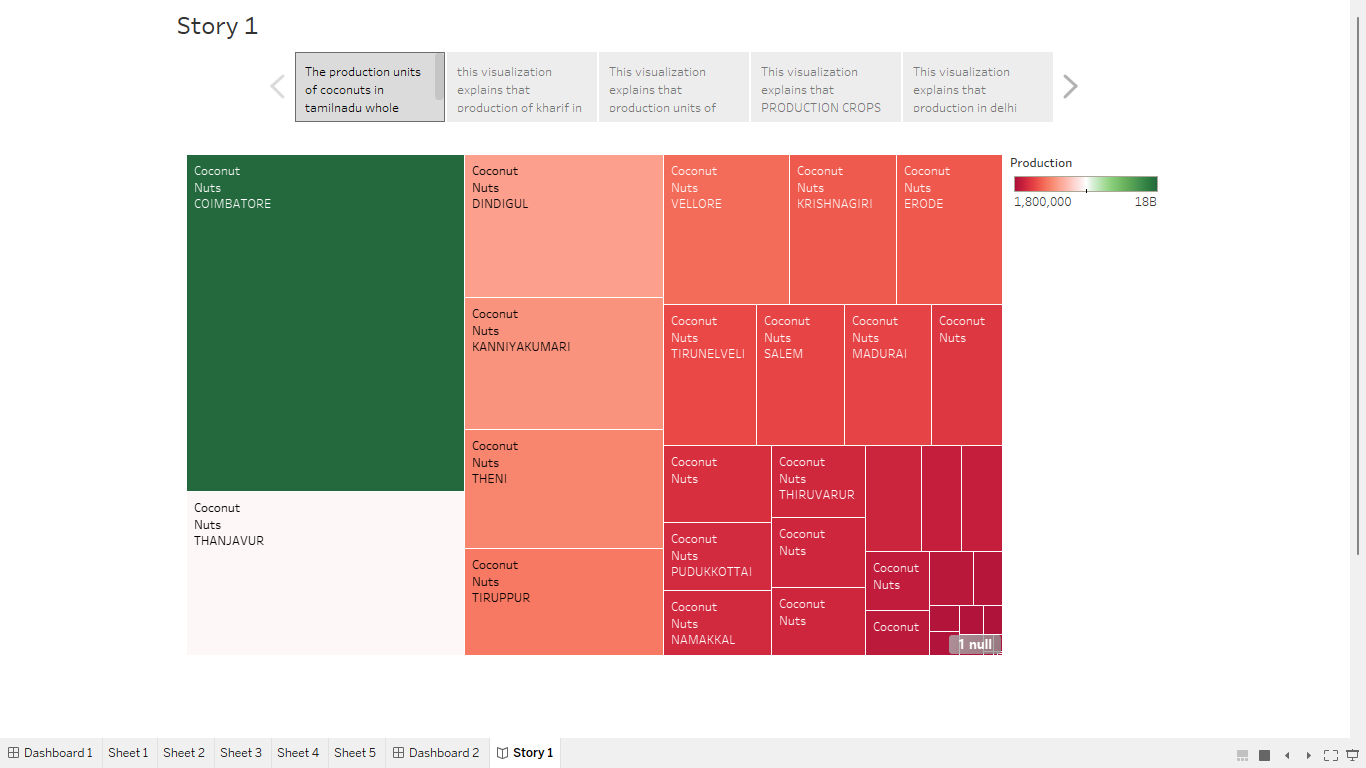 Story 1
The production units
of coconuts in
tamilnadu whole
this visualization
explains that
production of kharif in
This visualization
explains that
production units of
This visualization
explains that
PRODUCTION CROPS
This visualization
explains that
production in delhi
Coconut
Nuts
COIMBATORE
Coconut
Nuts
THANJAVUR
Coconut
Nuts
DINDIGUL
Coconut
Nuts
KANNIYAKUMARI
Coconut
Nuts
THENI
Coconut
Nuts
TIRUPPUR
Coconut
Nuts
VELLORE
Coconut
Nuts
KRISHNAGIRI
Coconut
Nuts
ERODE
Coconut
Nuts
TIRUNELVELI
Coconut
Nuts
SALEM
Coconut
Nuts
MADURAI
Coconut
Nuts
Coconut
Nuts
Coconut
Nuts
PUDUKKOTTAI
Coconut
Nuts
NAMAKKAL
Coconut
Nuts
THIRUVARUR
Coconut
Nuts
Coconut
Nuts
Coconut
Nuts
Coconut
1 null
Production
1,800,000 18B
Dashboard 1 Sheet 1 Sheet 2 Sheet 3 Sheet 4 Sheet 5 Dashboard 2 Story 1